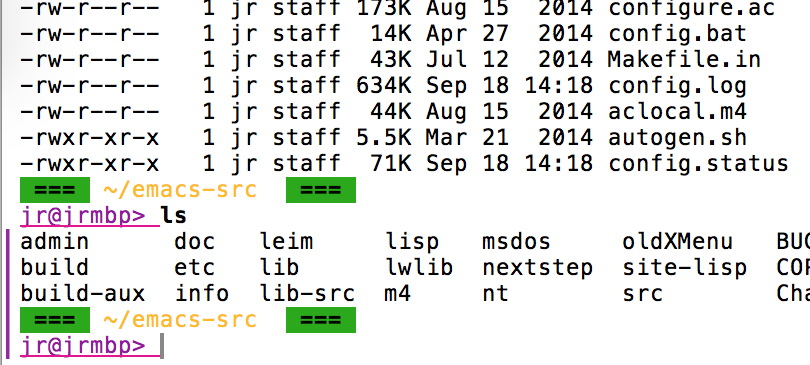 -rw-r--r--   1 jr staff 173K Aug 15  2014 configure.ac
-rw-r--r--   1 jr staff  14K Apr 27  2014 config.bat
-rw-r--r--   1 jr staff  43K Jul 12  2014 Makefile.in
-rw-r--r--   1 jr staff 634K Sep 18 14:18 config.log
-rw-r--r--   1 jr staff  44K Aug 15  2014 aclocal.m4
-rwxr-xr-x   1 jr staff 5.5K Mar 21  2014 autogen.sh
-rwxr-xr-x   1 jr staff  71K Sep 18 14:18 config.status
=== ~/emacs-src ===
jr@jrmbp> ls
admin      doc   leim     lisp   msdos     oldXMenu   BUG
build      etc   lib      lwlib  nextstep  site-lisp  COP
build-aux  info  lib-src  m4     nt        src        Cha
=== ~/emacs-src ===
jr@jrmbp>